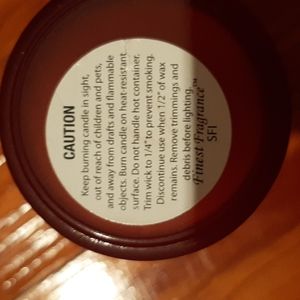 CAUTION
Keep burning candle in sight,
out of reach of children and pets,
and away from drafts and flammable
objects. Burn candle on heat-resistant
surface. Do not handle hot container.
Trim wick to 1/4" to prevent smoking.
Discontinue use when 1/2" of wax
remains. Remove trimmings and
debris before lighting.
Finest Fragrance™
SFI